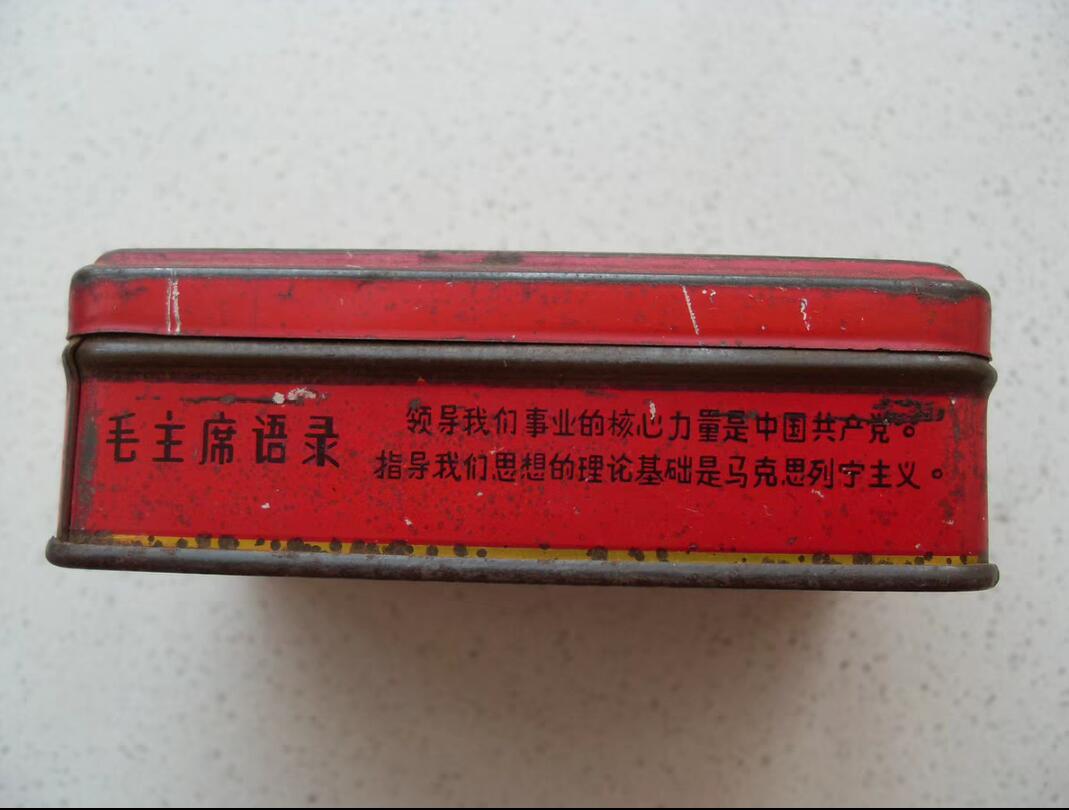 毛主席语录
领导我们事业的核心力量是中国共产党。
指导我们思想的理论基础是马克思列宁主义。